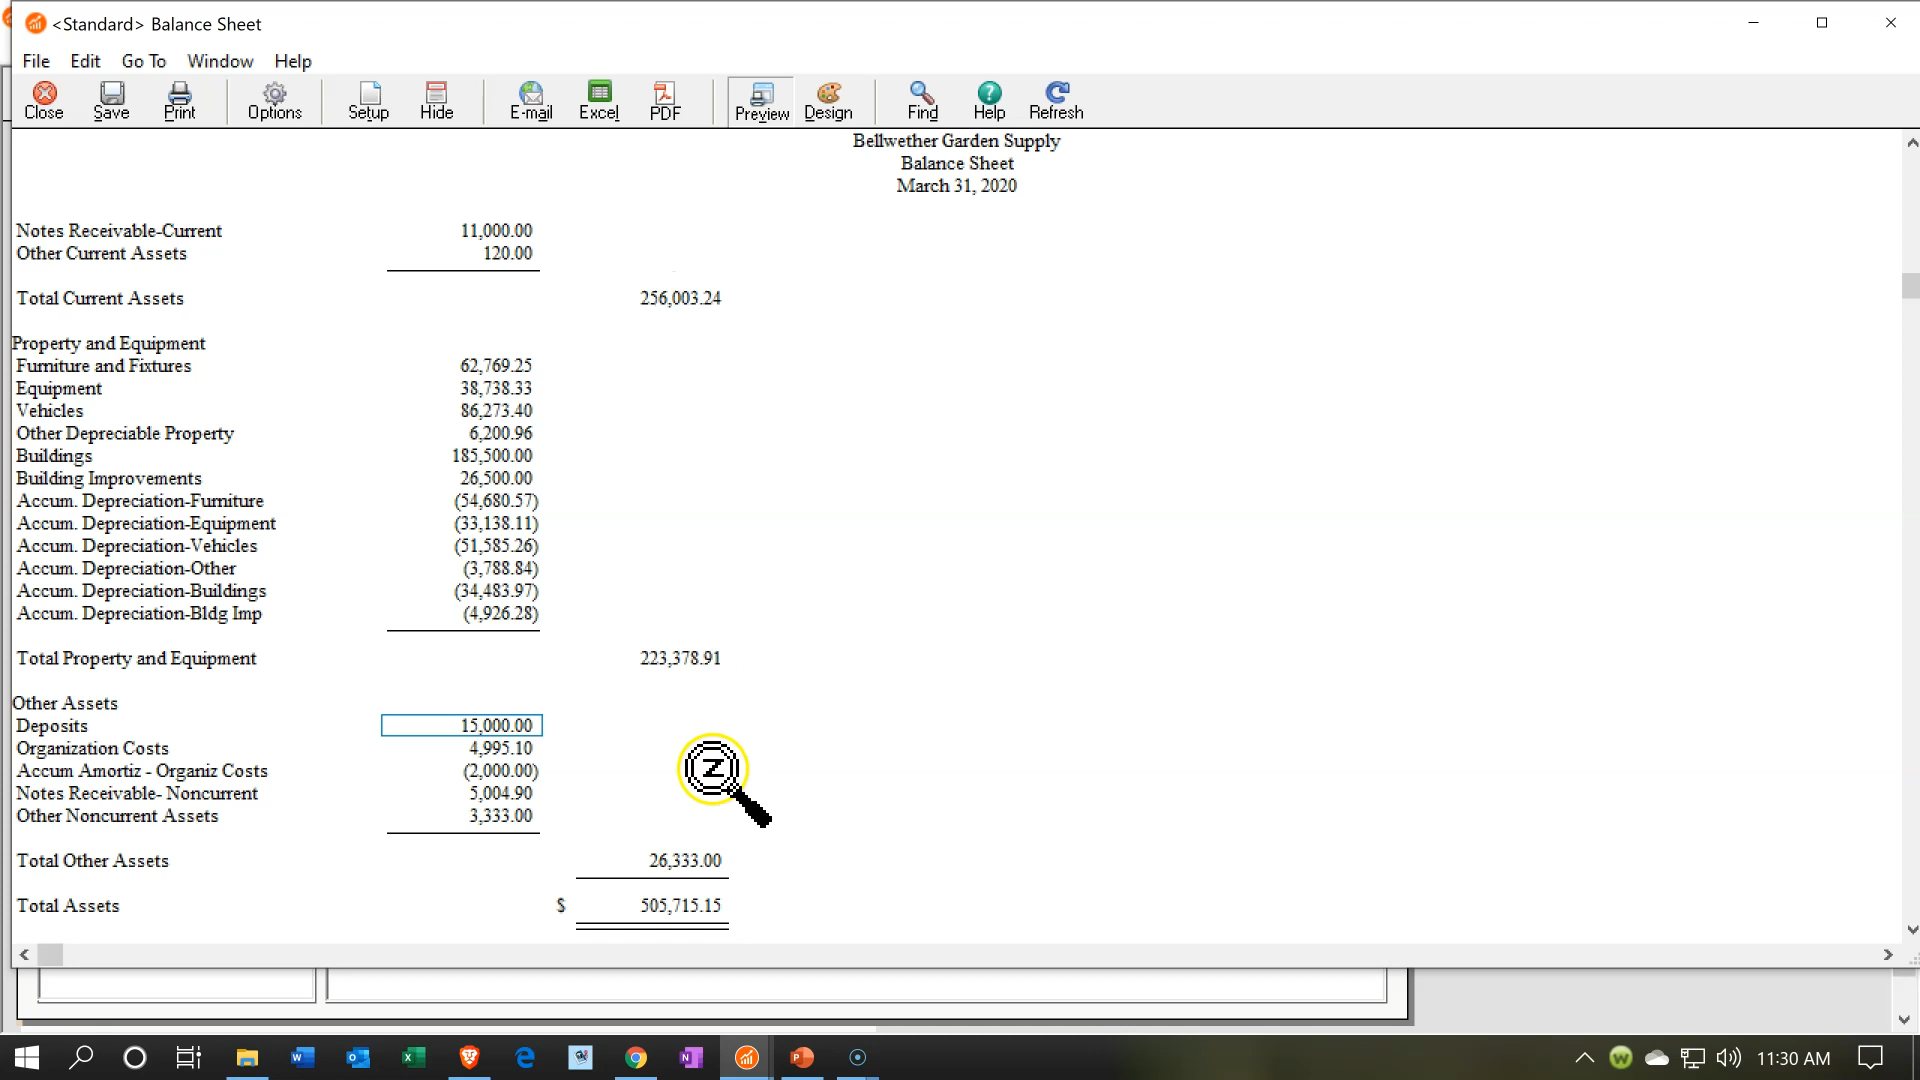 <Standard> Balance Sheet
File Edit Go To Window Help
Close Save Print Options Setup Hide E-mail Excel PDF Preview Design Find Help Refresh
Bellwether Garden Supply
Balance Sheet
March 31, 2020
Notes Receivable-Current 11,000.00
Other Current Assets 120.00
Total Current Assets 256,003.24
Property and Equipment
Furniture and Fixtures 62,769.25
Equipment 38,738.33
Vehicles 86,273.40
Other Depreciable Property 6,200.96
Buildings 185,500.00
Building Improvements 26,500.00
Accum. Depreciation-Furniture (54,680.57)
Accum. Depreciation-Equipment (33,138.11)
Accum. Depreciation-Vehicles (51,585.26)
Accum. Depreciation-Other (3,788.84)
Accum. Depreciation-Buildings (34,483.97)
Accum. Depreciation-Bldg Imp (4,926.28)
Total Property and Equipment 223,378.91
Other Assets
Deposits 15,000.00
Organization Costs 4,995.10
Accum Amortiz - Organiz Costs (2,000.00)
Notes Receivable- Noncurrent 5,004.90
Other Noncurrent Assets 3,333.00
Total Other Assets 26,333.00
Total Assets $ 505,715.15
11:30 AM